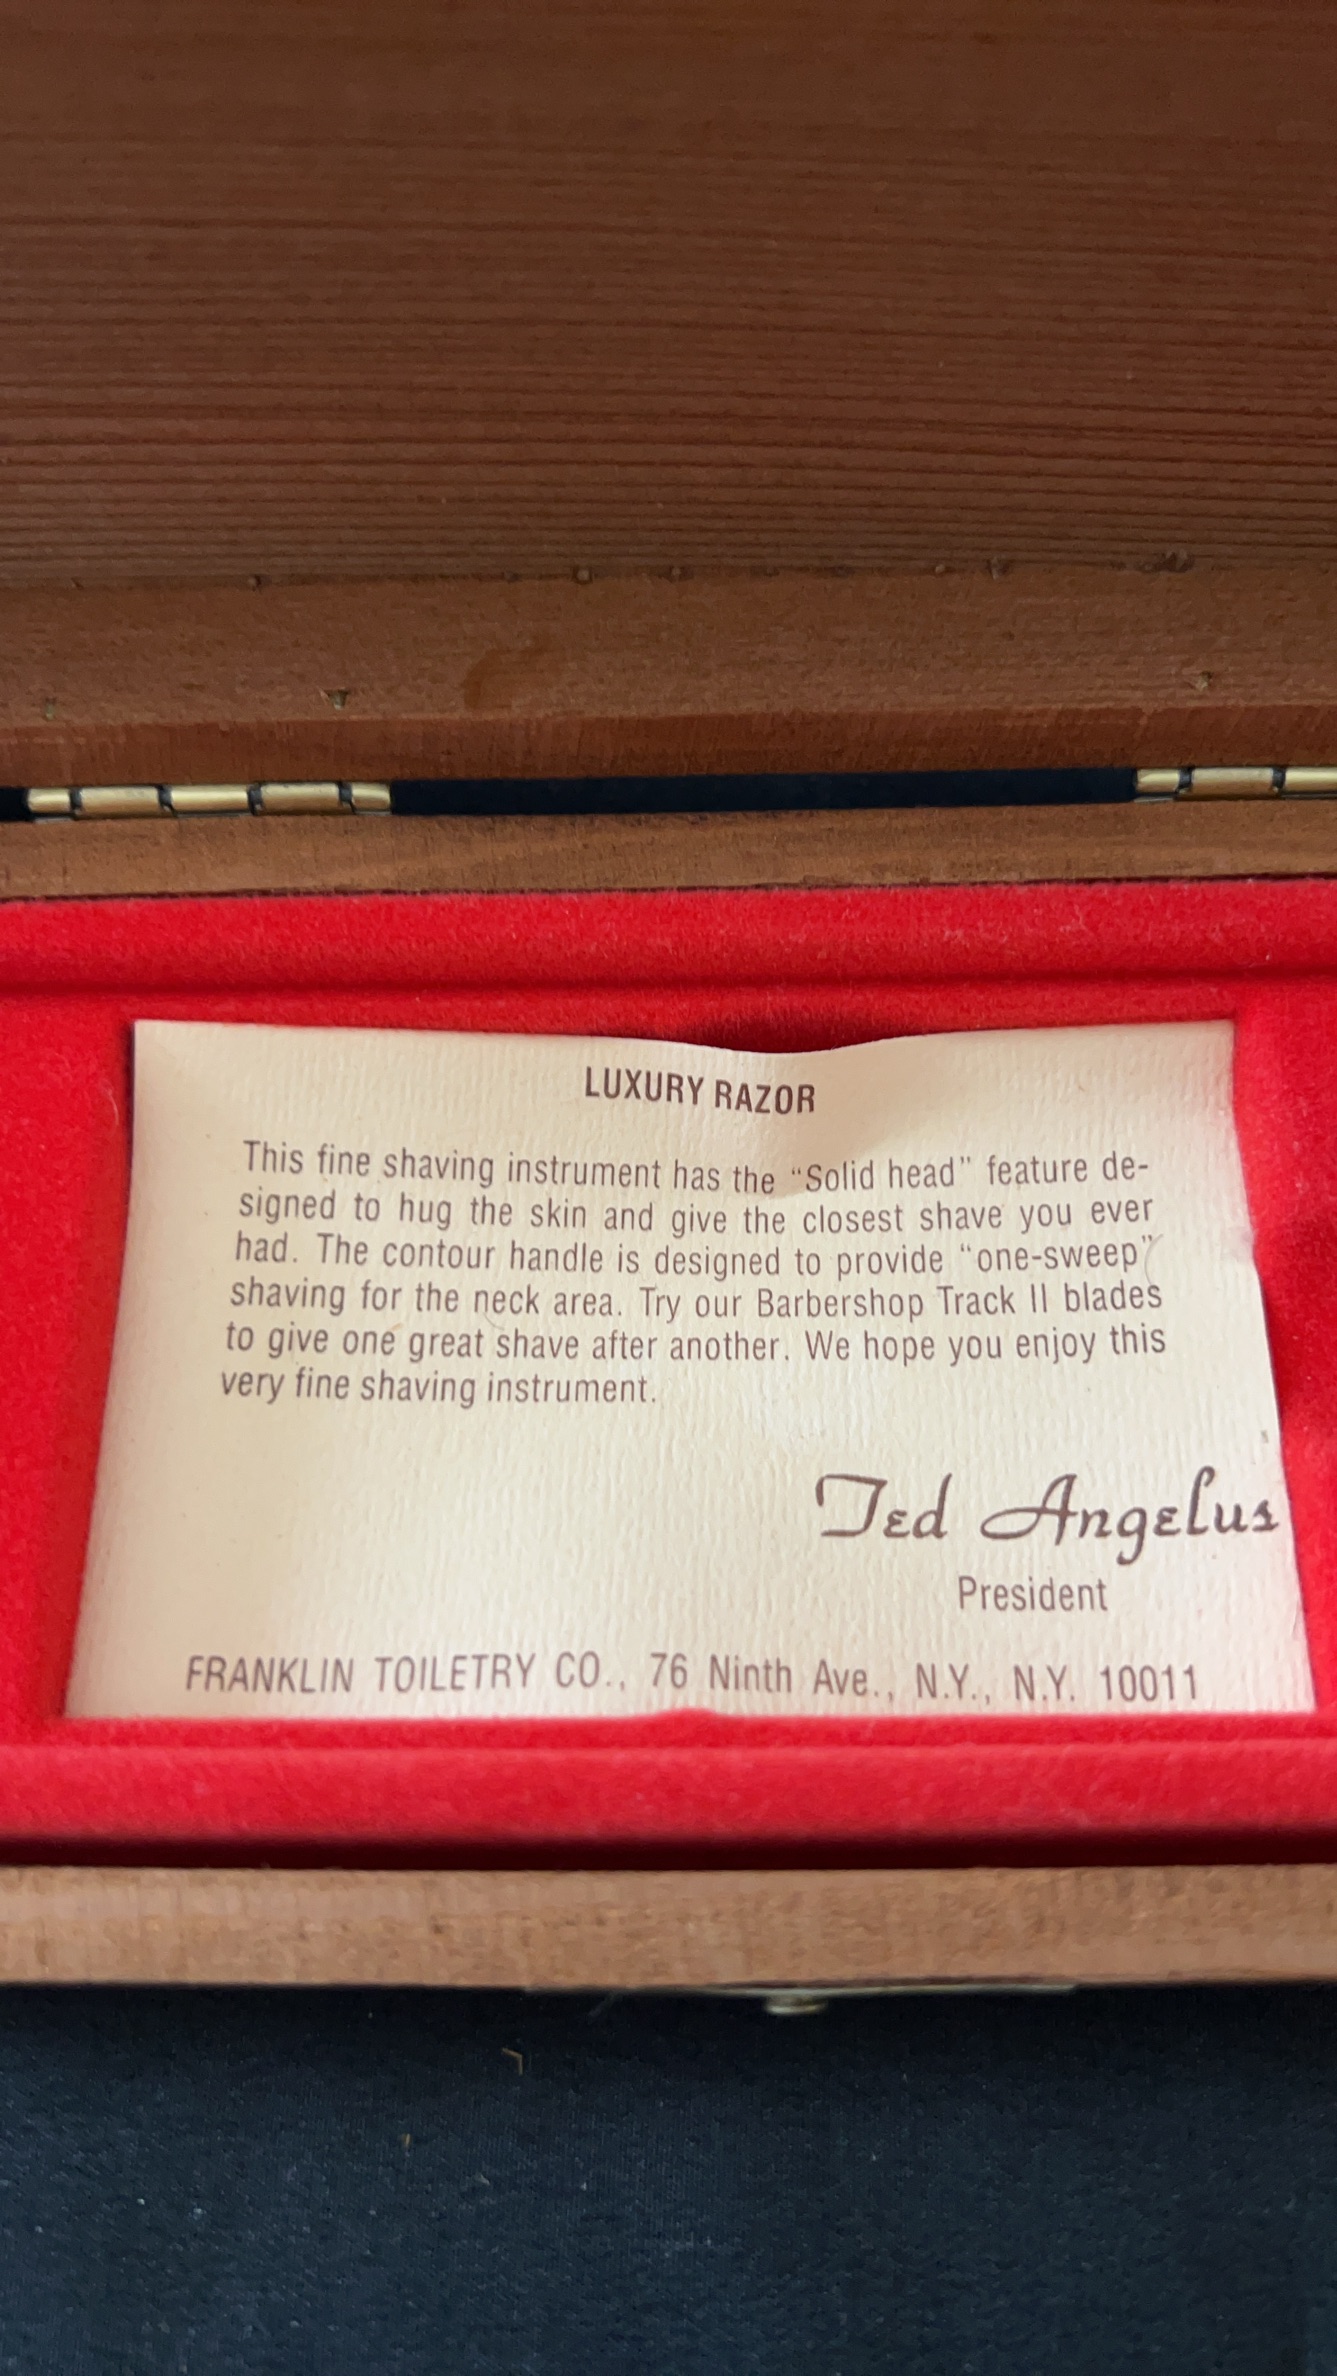 LUXURY RAZOR
This fine shaving instrument has the “Solid head” feature de-
signed to hug the skin and give the closest shave you ever
had. The contour handle is designed to provide “one-sweep”
shaving for the neck area. Try our Barbershop Track II blades
to give one great shave after another. We hope you enjoy this
very fine shaving instrument.
Ted Angelus
President
FRANKLIN TOILETRY CO., 76 Ninth Ave., N.Y., N.Y. 10011